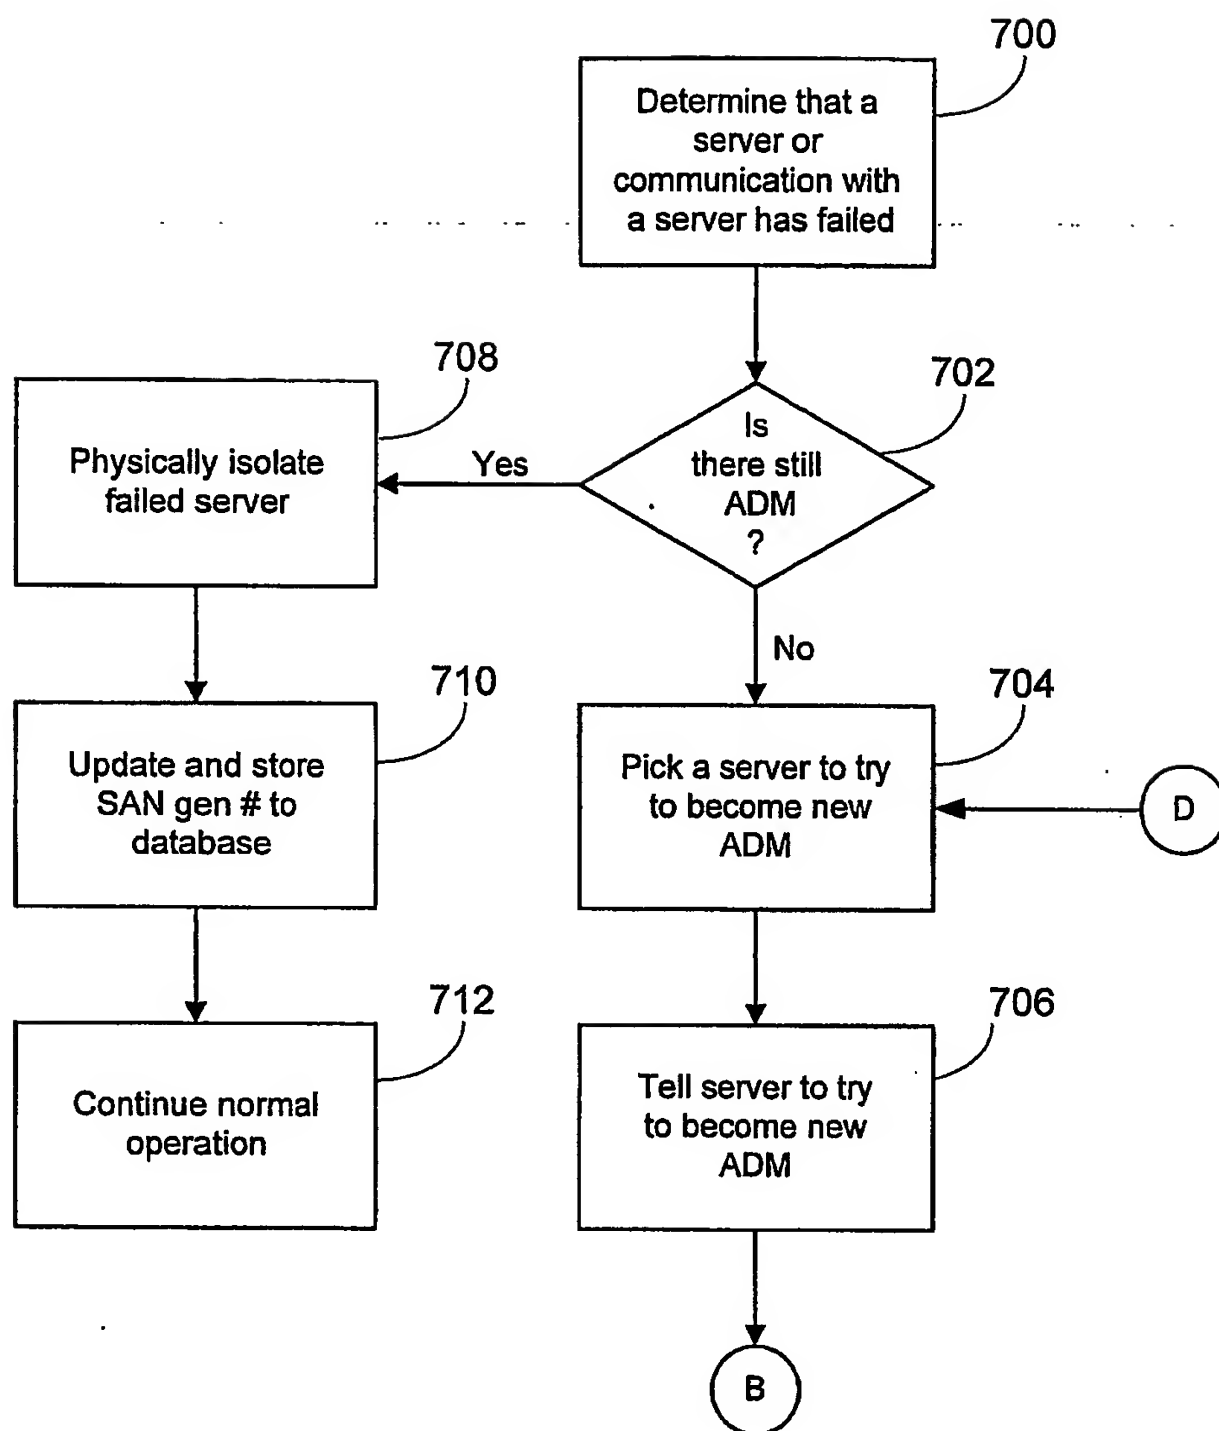 700
Determine that a
server or
communication with
a server has failed
708
702
Is
there still
ADM
?
Yes
Physically isolate
failed server
No
710
704
Update and store
SAN gen # to
database
Pick a server to try
to become new
ADM
D
712
706
Continue normal
operation
Tell server to try
to become new
ADM
B